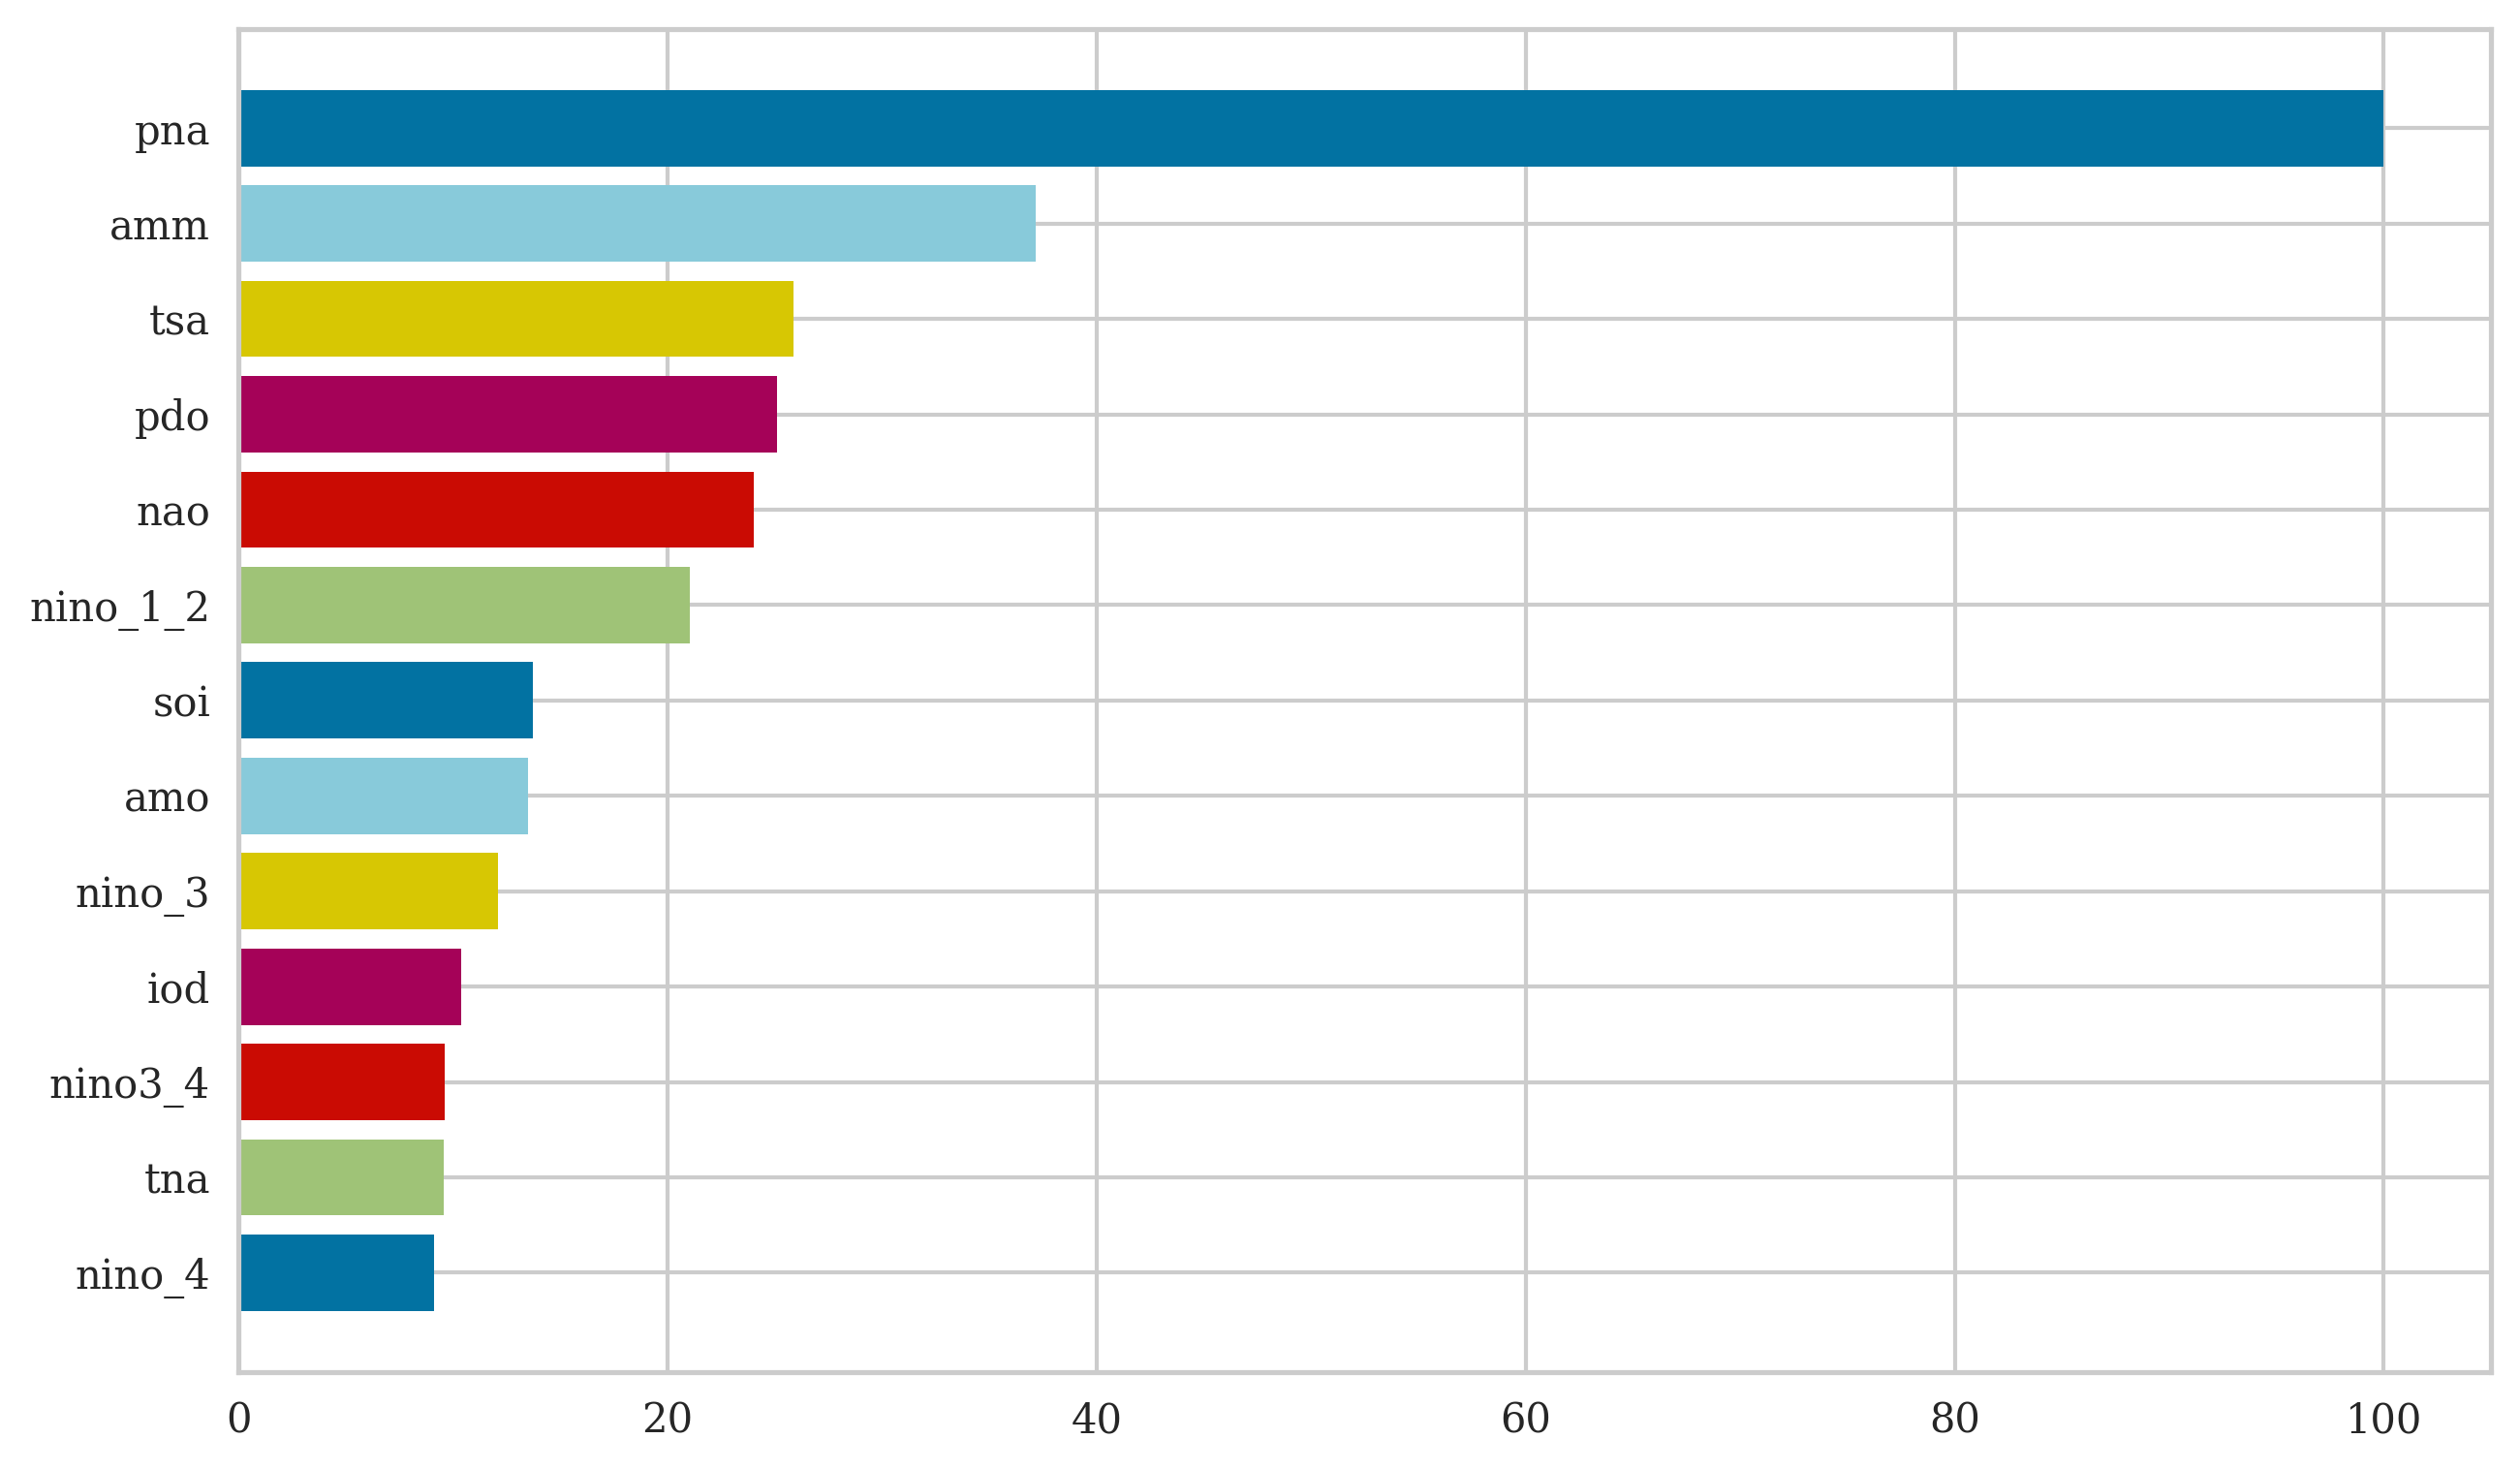 pna
amm
tsa
pdo
nao
nino_1_2
soi
amo
nino_3
iod
nino3_4
tna
nino_4
0 20 40 60 80 100